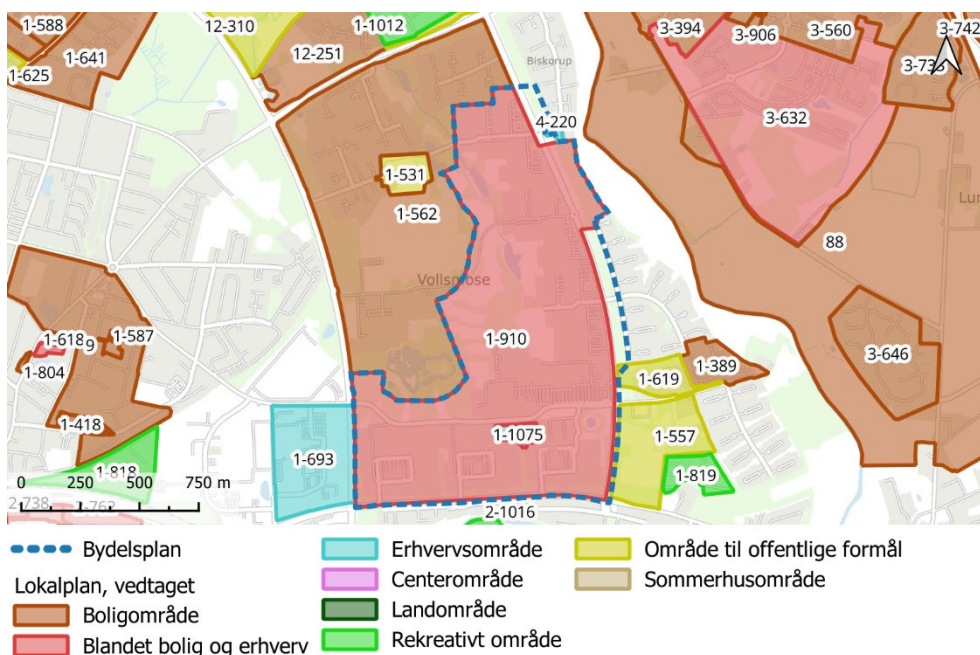 1-588
12-310
1-1012
3-394
3-906
3-560
3-742
1-641
12-251
Biskorup
1-625
4-220
3-632
1-531
1-562
88
Vollsmose
1-910
1-618
1-587
1-804
1-619
1-389
3-646
1-418
1-1075
1-557
1-693
1-818
1-819
0 250 500 750 m
2-738
2-1016
Bydelsplan
Lokalplan, vedtaget
Boligområde
Blandet bolig og erhverv
Erhvervsområde
Centerområde
Landområde
Rekreativt område
Område til offentlige formål
Sommerhusområde